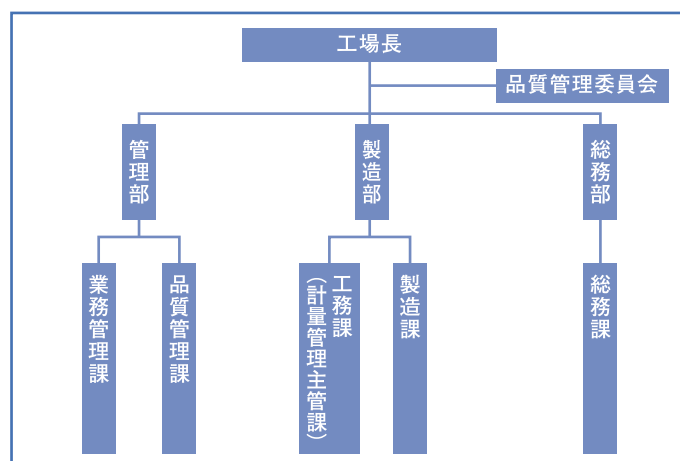 工場長
品質管理委員会
管理部
製造部
総務部
業務管理課
品質管理課
工務課
（計量管理主管課）
製造課
総務課